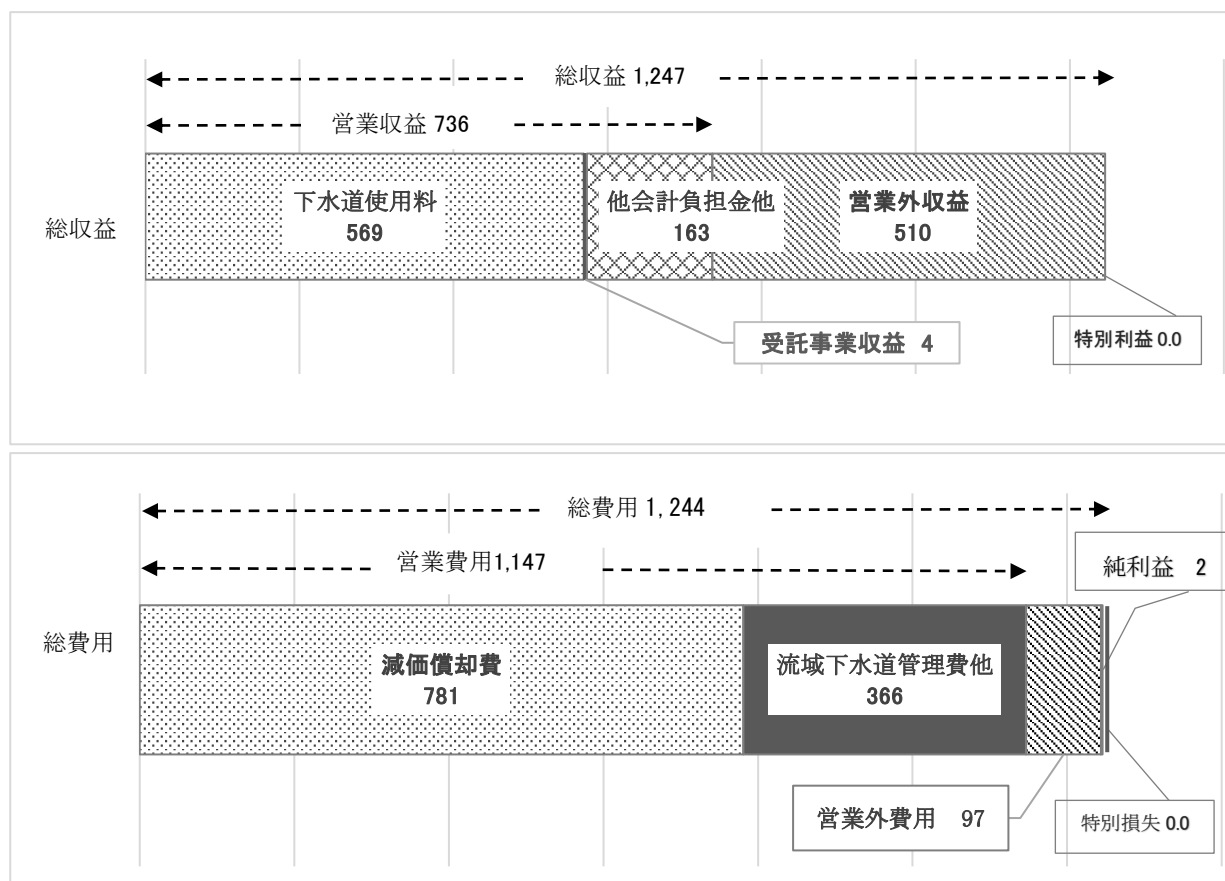 総収益 1,247
営業収益 736
総収益
下水道使用料
569
他会計負担金他
163
営業外収益
510
受託事業収益 4
特別利益 0.0
総費用 1,244
営業費用1,147
純利益 2
総費用
減価償却費
781
流域下水道管理費他
366
営業外費用 97
特別損失 0.0